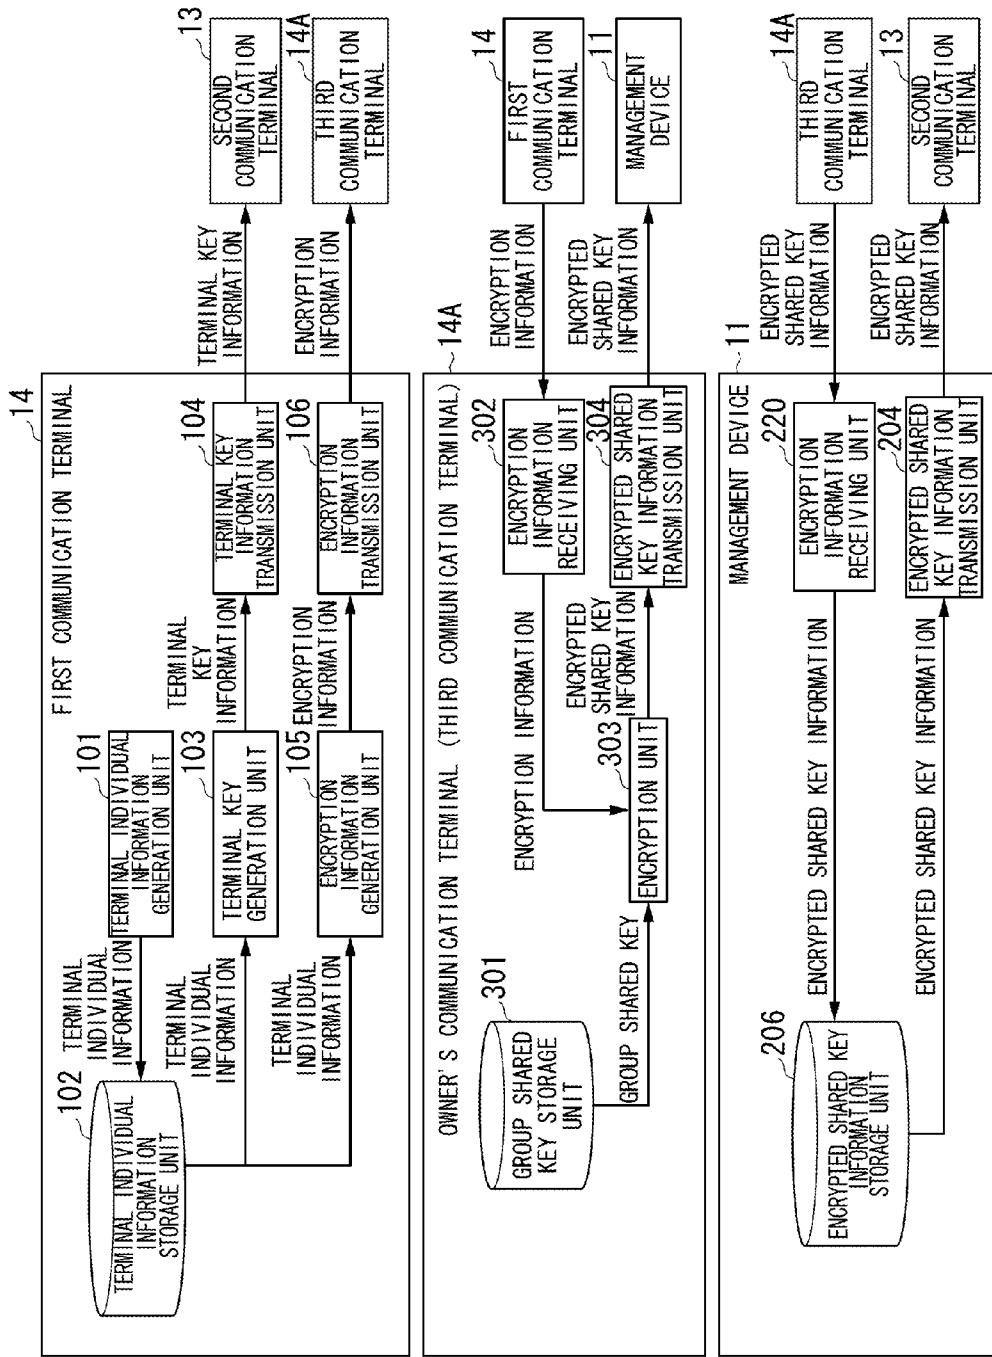 14
FIRST COMMUNICATION TERMINAL
102
TERMINAL INDIVIDUAL
INFORMATION
STORAGE UNIT
TERMINAL
INDIVIDUAL
INFORMATION
101
TERMINAL INDIVIDUAL
INFORMATION
GENERATION UNIT
TERMINAL
INDIVIDUAL
INFORMATION
103
TERMINAL KEY
GENERATION UNIT
TERMINAL
KEY
INFORMATION
104
TERMINAL KEY
INFORMATION
TRANSMISSION UNIT
TERMINAL KEY
INFORMATION
13
SECOND
COMMUNICATION
TERMINAL
TERMINAL
INDIVIDUAL
INFORMATION
105
ENCRYPTION
INFORMATION
GENERATION UNIT
ENCRYPTION
INFORMATION
106
ENCRYPTION
INFORMATION
TRANSMISSION UNIT
ENCRYPTION
INFORMATION
14A
THIRD
COMMUNICATION
TERMINAL
OWNER'S COMMUNICATION TERMINAL (THIRD COMMUNICATION TERMINAL)
14A
301
GROUP SHARED
KEY STORAGE
UNIT
GROUP SHARED KEY
303
ENCRYPTION UNIT
ENCRYPTION INFORMATION
302
ENCRYPTION
INFORMATION
RECEIVING UNIT
ENCRYPTION
INFORMATION
14
FIRST
COMMUNICATION
TERMINAL
ENCRYPTED
SHARED KEY
INFORMATION
304
ENCRYPTED SHARED
KEY INFORMATION
TRANSMISSION UNIT
ENCRYPTED
SHARED KEY
INFORMATION
11
MANAGEMENT
DEVICE
MANAGEMENT DEVICE
11
206
ENCRYPTED SHARED KEY
INFORMATION
STORAGE UNIT
ENCRYPTED SHARED KEY INFORMATION
220
ENCRYPTION
INFORMATION
RECEIVING UNIT
ENCRYPTED
SHARED KEY
INFORMATION
14A
THIRD
COMMUNICATION
TERMINAL
ENCRYPTED SHARED KEY INFORMATION
204
ENCRYPTED SHARED
KEY INFORMATION
TRANSMISSION UNIT
ENCRYPTED
SHARED KEY
INFORMATION
13
SECOND
COMMUNICATION
TERMINAL